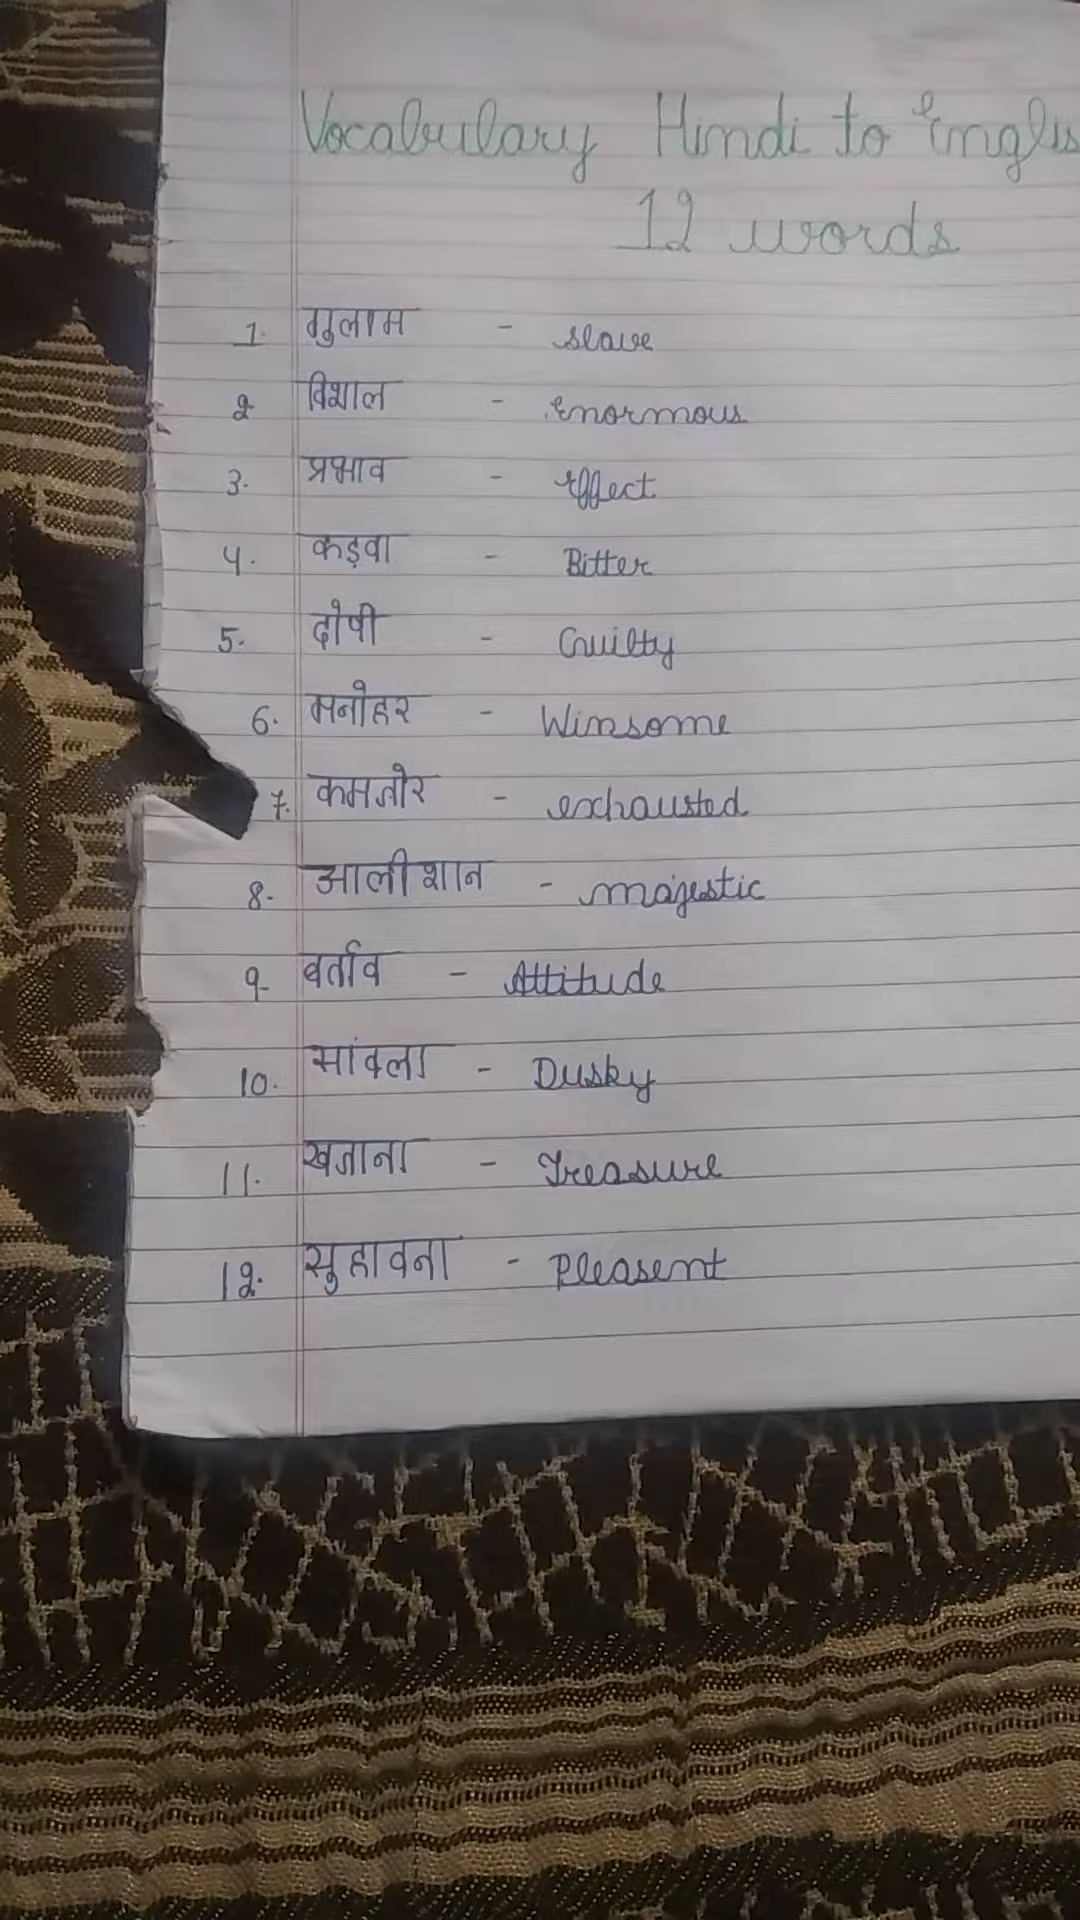 Vocabulary Hindi to Englis
12 words
1. गुलाम - slave
2 विशाल - enormous
3. प्रभाव - Effect
4. कड़वा - Bitter
5. दोषी - Guilty
6. मनोहर - Winsome
7. कमजोर - exhausted
8. आलीशान - majestic
9- वर्ताव - Attitude
10. सांवला - Dusky
11. खजाना - Treasure
12. सुहावना - Pleasent